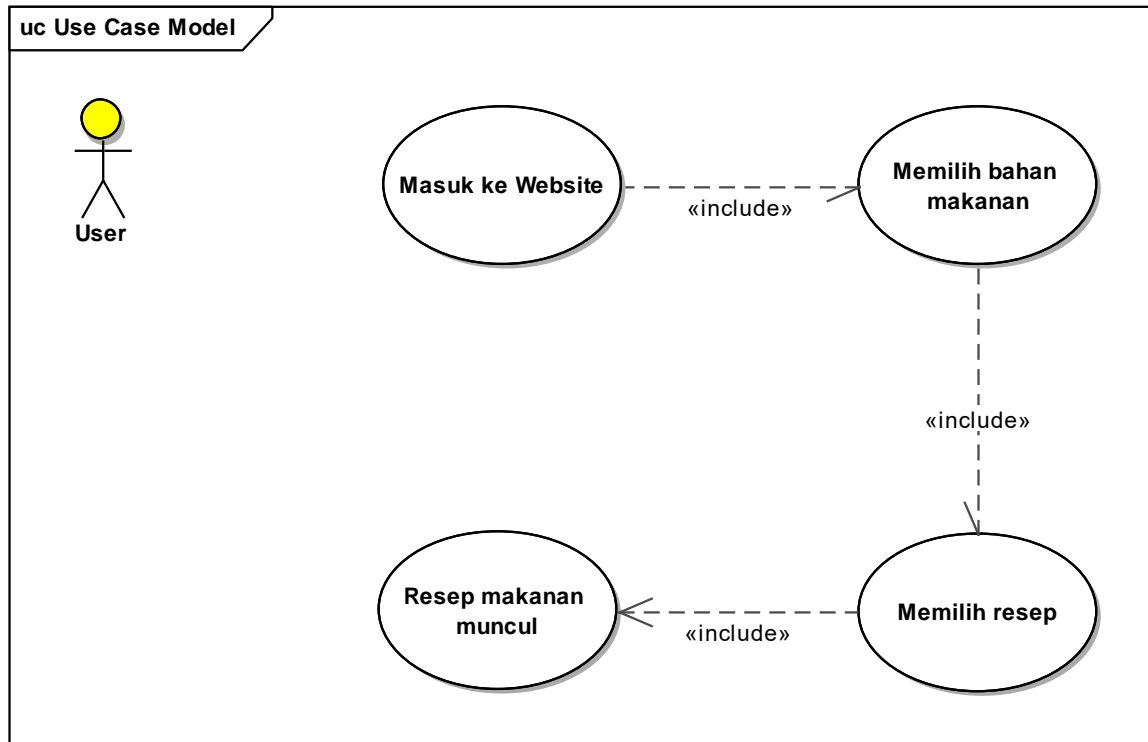 uc Use Case Model
User
Masuk ke Website
«include»
Memilih bahan
makanan
«include»
Resep makanan
muncul
«include»
Memilih resep